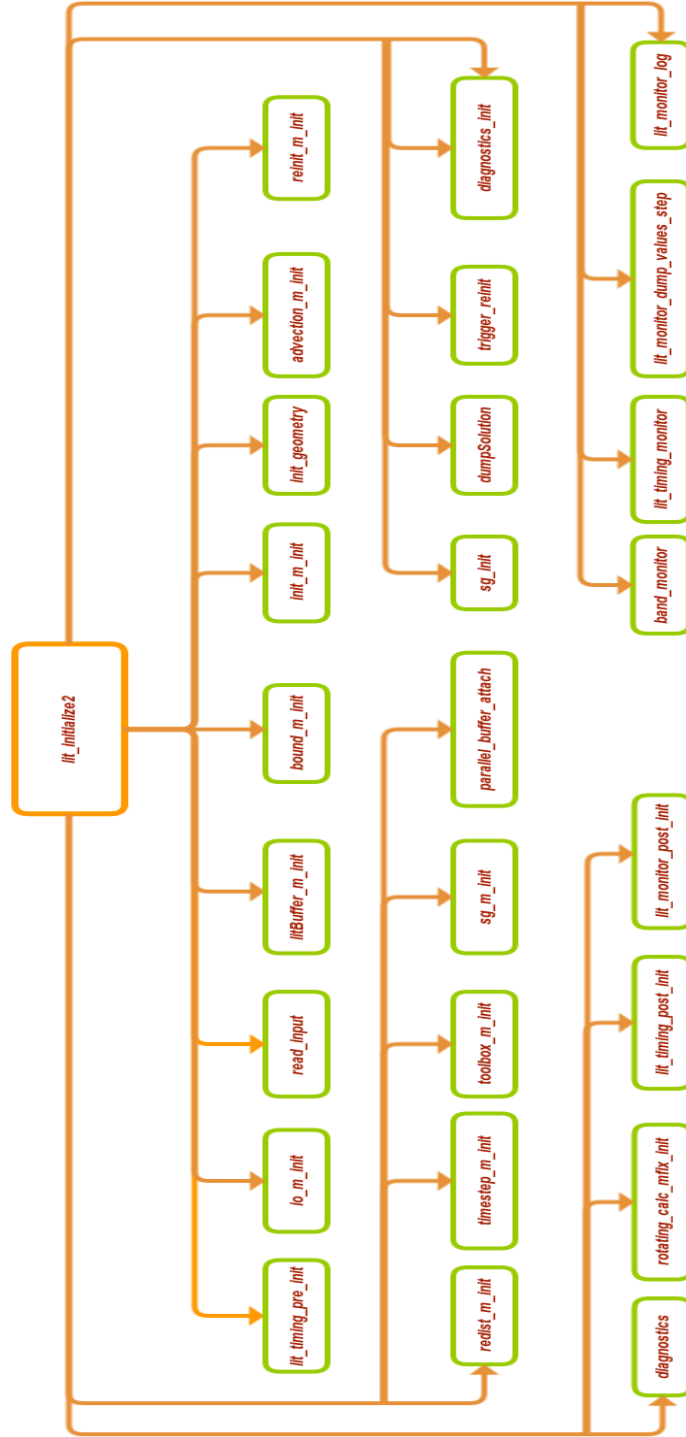 lit_initialize2
lit_timing_pre_init
io_m_init
read_input
litBuffer_m_init
bound_m_init
init_m_init
init_geometry
advection_m_init
reinit_m_init
redist_m_init
timestep_m_init
toolbox_m_init
sg_m_init
parallel_buffer_attach
sg_init
dumpSolution
trigger_reinit
diagnostics_init
diagnostics
rotating_calc_mfix_init
lit_timing_post_init
lit_monitor_post_init
band_monitor
lit_timing_monitor
lit_monitor_dump_values_step
lit_monitor_log